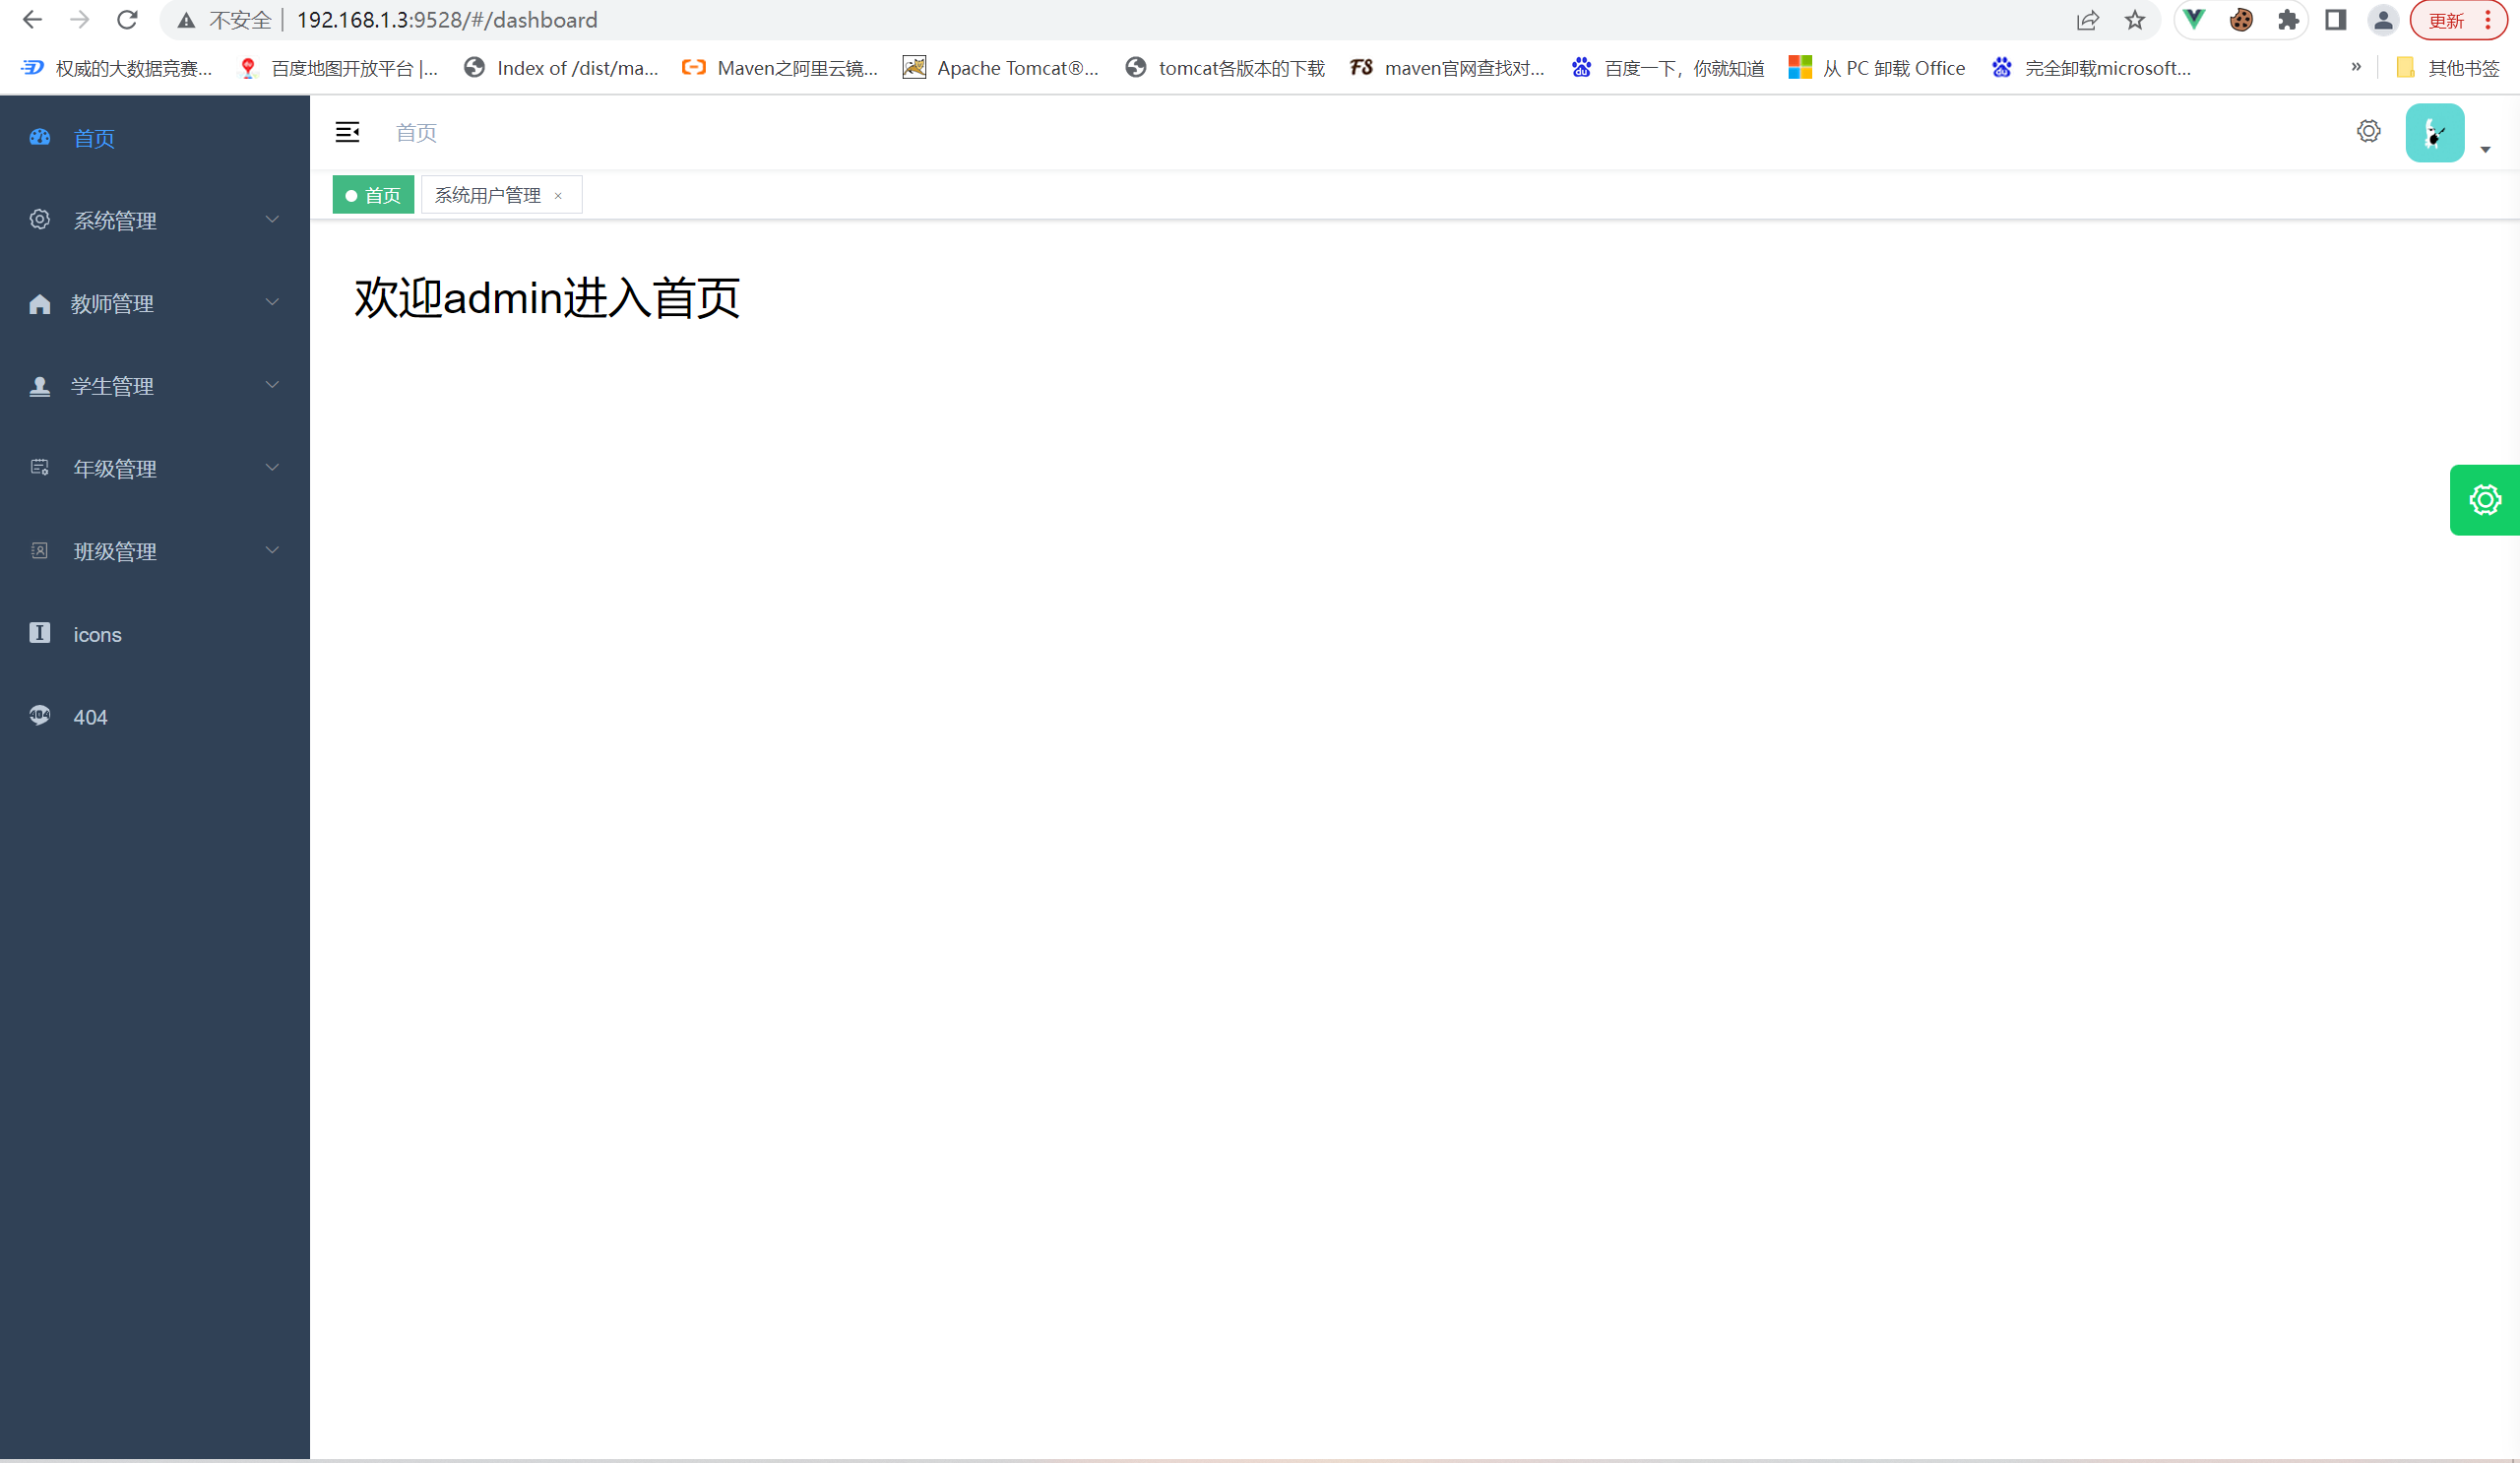 不安全 | 192.168.1.3:9528/#/dashboard
更新
权威的大数据竞赛... 百度地图开放平台 |... Index of /dist/ma... Maven之阿里云镜... Apache Tomcat®... tomcat各版本的下载 maven官网查找对... 百度一下，你就知道 从 PC 卸载 Office 完全卸载microsoft... » 其他书签
首页
系统管理
教师管理
学生管理
年级管理
班级管理
icons
404
首页
首页 系统用户管理 ×
欢迎admin进入首页